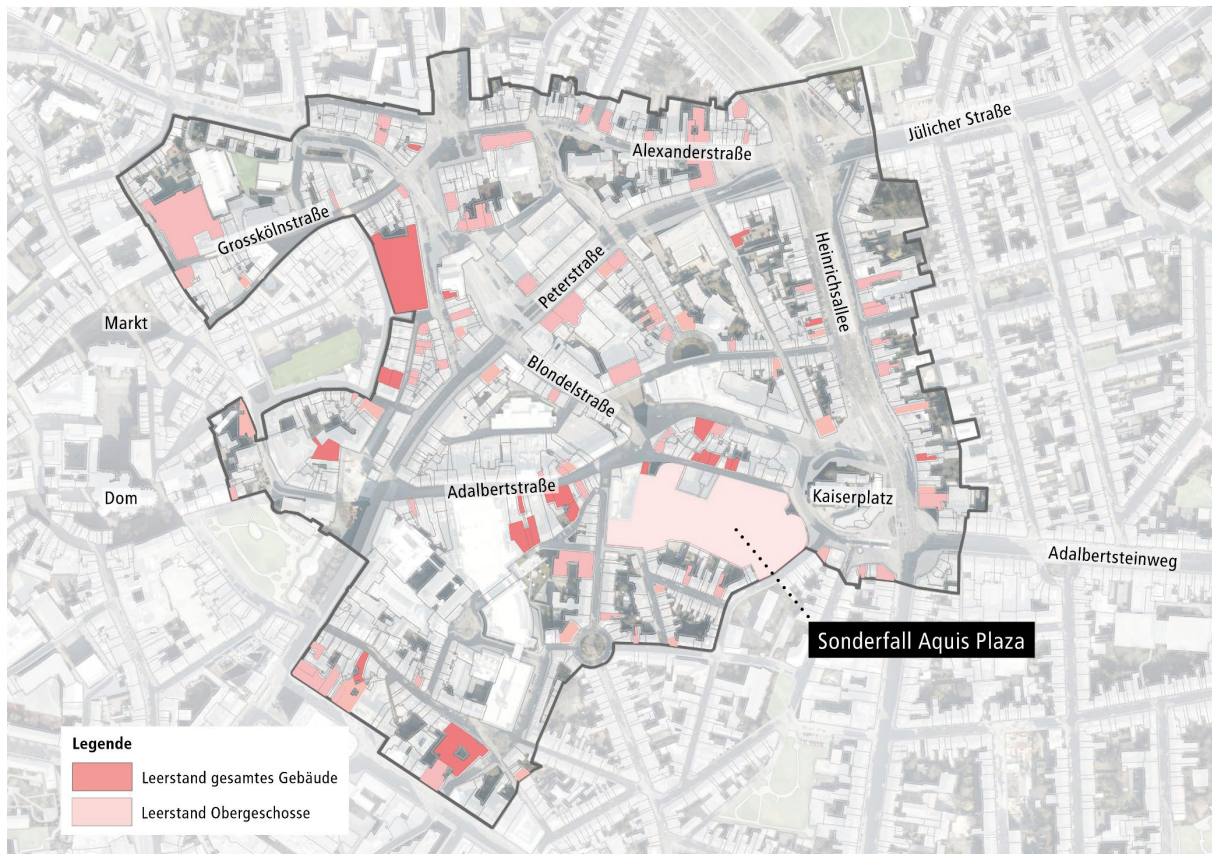 Jülicher Straße
Alexanderstraße
Grosskölnstraße
Heinrichsallee
Peterstraße
Markt
Blondelstraße
Adalbertstraße
Dom
Kaiserplatz
Adalbertsteinweg
Sonderfall Aquis Plaza
Legende
Leerstand gesamtes Gebäude
Leerstand Obergeschosse